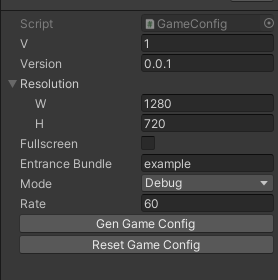 Script GameConfig
V 1
Version 0.0.1
Resolution
W 1280
H 720
Fullscreen
Entrance Bundle example
Mode Debug
Rate 60
Gen Game Config
Reset Game Config